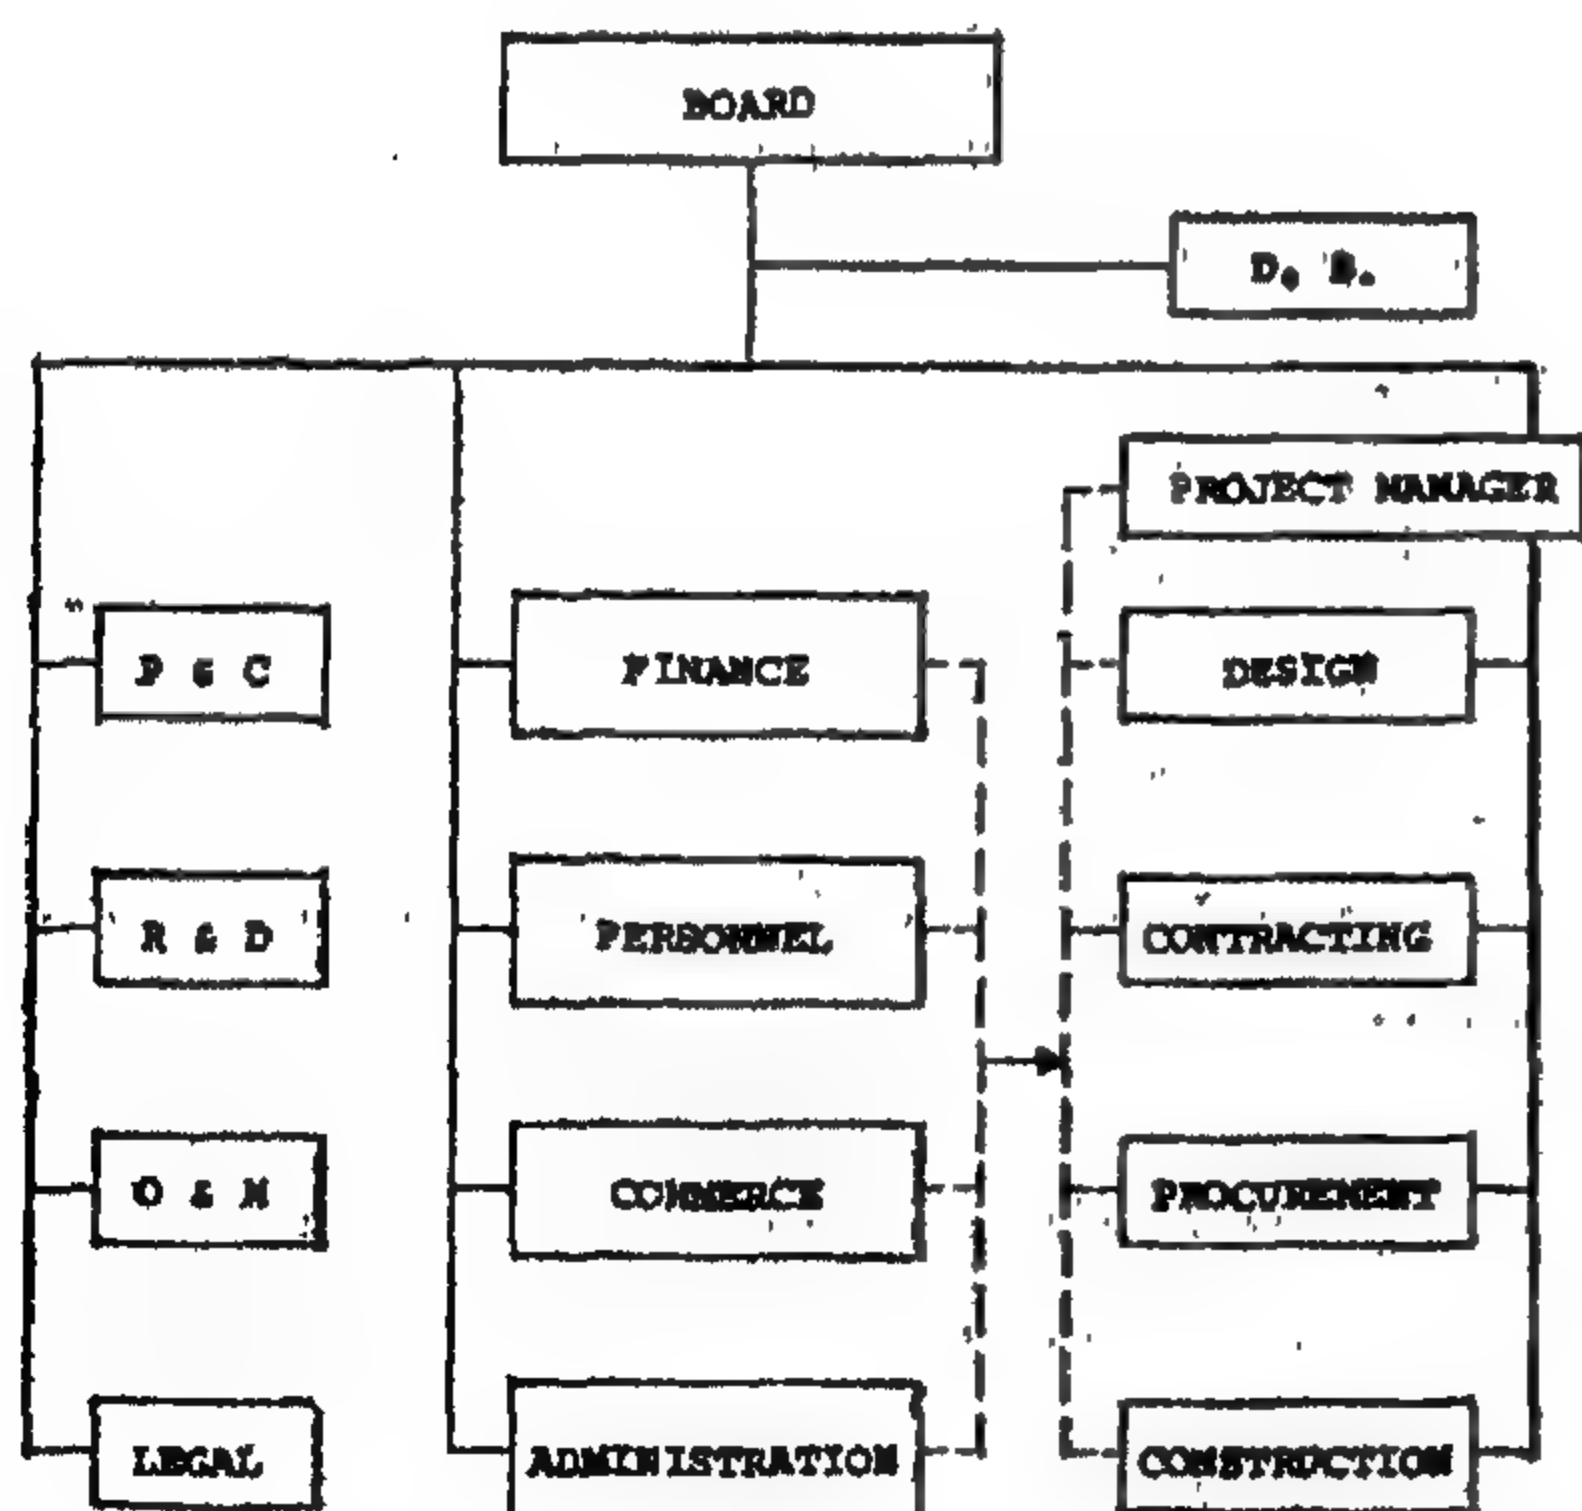 BOARD
D. B.
PROJECT MANAGER
P & C
FINANCE
DESIGN
R & D
PERSONNEL
CONTRACTING
O & M
COMMERCE
PROCUREMENT
LEGAL
ADMINISTRATION
CONSTRUCTION